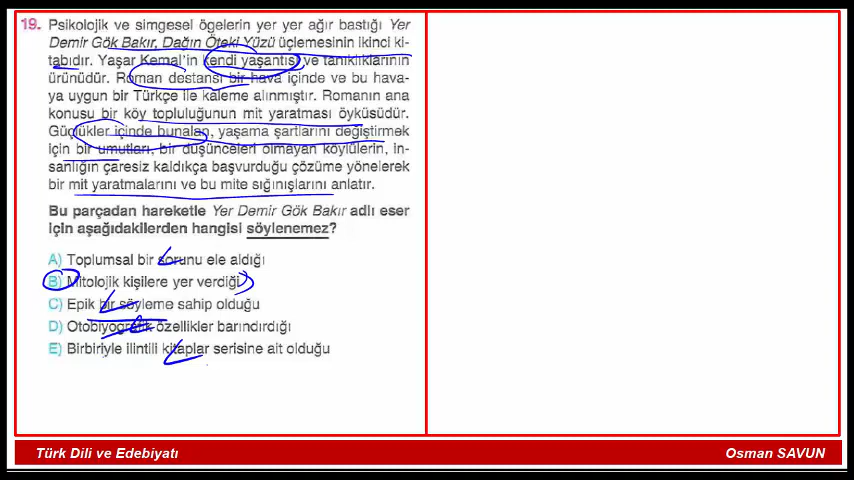 19. Psikolojik ve simgesel ögelerin yer yer ağır bastığı Yer
Demir Gök Bakır, Dağın Öteki Yüzü üçlemesinin ikinci ki-
tabıdır. Yaşar Kemal'in kendi yaşantısı ve tanıklıklarının
ürünüdür. Roman destansı bir hava içinde ve bu hava-
ya uygun bir Türkçe ile kaleme alınmıştır. Romanın ana
konusu bir köy topluluğunun mit yaratması öyküsüdür.
Güçlükler içinde bunalan, yaşama şartlarını değiştirmek
için bir umutları, bir düşünceleri olmayan köylülerin, in-
sanlığın çaresiz kaldıkça başvurduğu çözüme yönelerek
bir mit yaratmalarını ve bu mite sığınışlarını anlatır.
Bu parçadan hareketle Yer Demir Gök Bakır adlı eser
için aşağıdakilerden hangisi söylenemez?
A) Toplumsal bir sorunu ele aldığı
B) Mitolojik kişilere yer verdiği
C) Epik bir söyleme sahip olduğu
D) Otobiyografik özellikler barındırdığı
E) Birbiriyle ilintili kitaplar serisine ait olduğu
Türk Dili ve Edebiyatı
Osman SAVUN